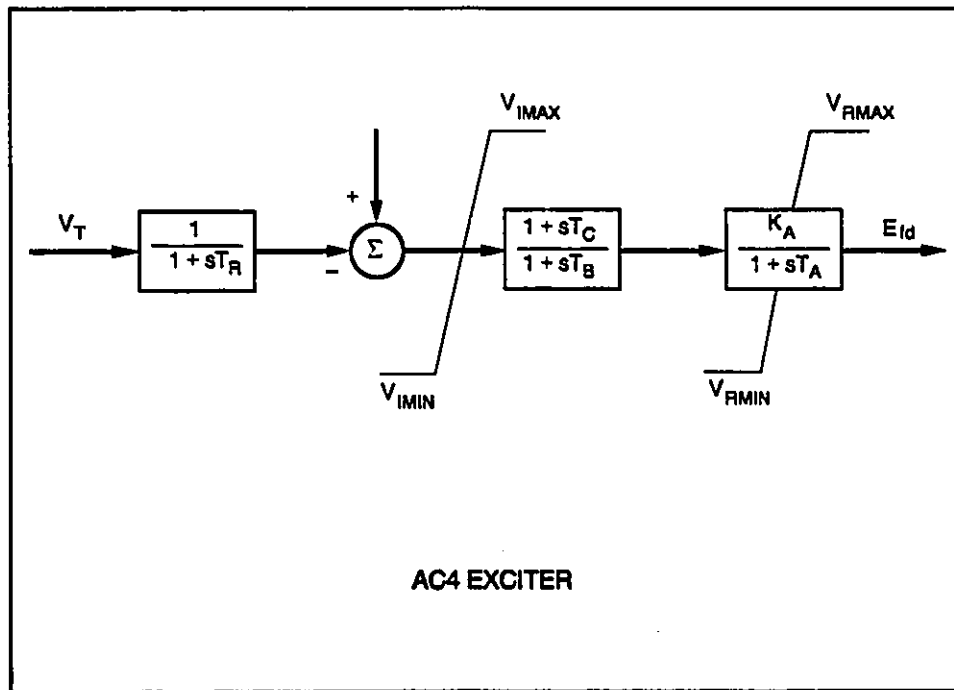 V_IMAX
V_RMAX
+
V_T
1
1 + sT_R
−
Σ
1 + sT_C
1 + sT_B
K_A
1 + sT_A
E_fd
V_IMIN
V_RMIN
AC4 EXCITER